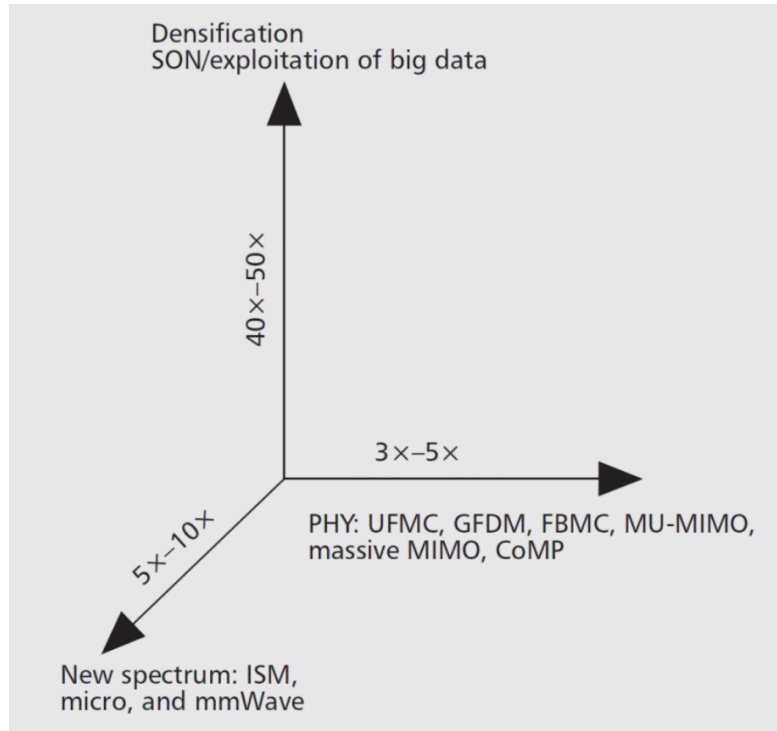 Densification
SON/exploitation of big data
40×–50×
3×–5×
5×–10×
PHY: UFMC, GFDM, FBMC, MU-MIMO,
massive MIMO, CoMP
New spectrum: ISM,
micro, and mmWave